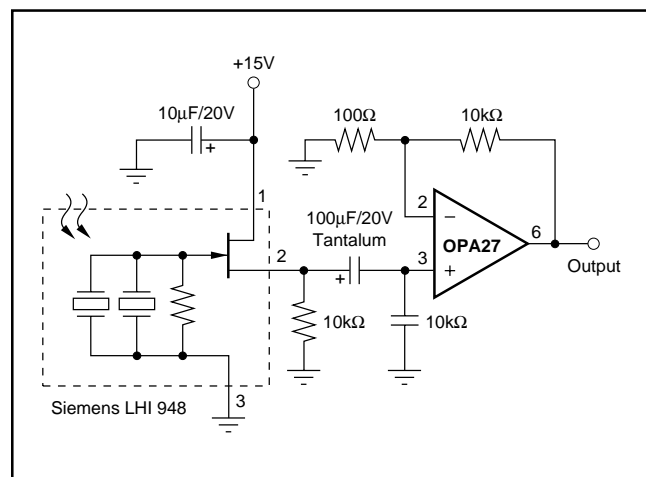 +15V
10µF/20V
+
100Ω
10kΩ
1
2
−
6
OPA27
Output
100µF/20V
Tantalum
2
3
+
+
10kΩ
10kΩ
3
Siemens LHI 948